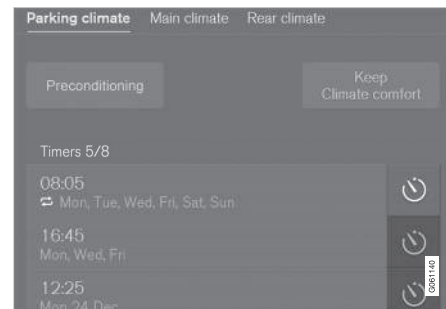 Parking climate Main climate Rear climate
Preconditioning
Keep
Climate comfort
Timers 5/8
08:05
Mon, Tue, Wed, Fri, Sat, Sun
16:45
Mon, Wed, Fri
12:25
Mon 24 Dec
G061140